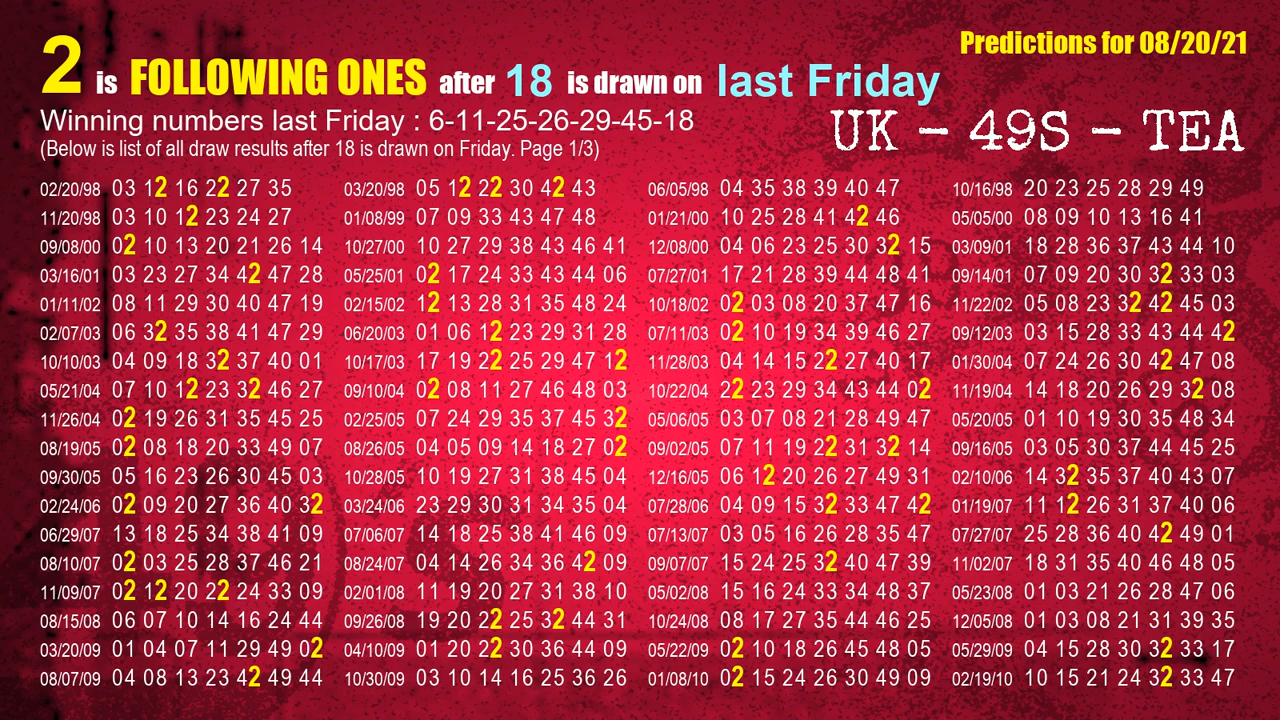 Predictions for 08/20/21
2 is FOLLOWING ONES after 18 is drawn on last Friday
Winning numbers last Friday : 6-11-25-26-29-45-18
UK - 49S - TEA
(Below is list of all draw results after 18 is drawn on Friday. Page 1/3)
02/20/98 03 12 16 22 27 35 03/20/98 05 12 22 30 42 43 06/05/98 04 35 38 39 40 47 10/16/98 20 23 25 28 29 49
11/20/98 03 10 12 23 24 27 01/08/99 07 09 33 43 47 48 01/21/00 10 25 28 41 42 46 05/05/00 08 09 10 13 16 41
09/08/00 02 10 13 20 21 26 14 10/27/00 10 27 29 38 43 46 41 12/08/00 04 06 23 25 30 32 15 03/09/01 18 28 36 37 43 44 10
03/16/01 03 23 27 34 42 47 28 05/25/01 02 17 24 33 43 44 06 07/27/01 17 21 28 39 44 48 41 09/14/01 07 09 20 30 32 33 03
01/11/02 08 11 29 30 40 47 19 02/15/02 12 13 28 31 35 48 24 10/18/02 02 03 08 20 37 47 16 11/22/02 05 08 23 32 42 45 03
02/07/03 06 32 35 38 41 47 29 06/20/03 01 06 12 23 29 31 28 07/11/03 02 10 19 34 39 46 27 09/12/03 03 15 28 33 43 44 42
10/10/03 04 09 18 32 37 40 01 10/17/03 17 19 22 25 29 47 12 11/28/03 04 14 15 22 27 40 17 01/30/04 07 24 26 30 42 47 08
05/21/04 07 10 12 23 32 46 27 09/10/04 02 08 11 27 46 48 03 10/22/04 22 23 29 34 43 44 02 11/19/04 14 18 20 26 29 32 08
11/26/04 02 19 26 31 35 45 25 02/25/05 07 24 29 35 37 45 32 05/06/05 03 07 08 21 28 49 47 05/20/05 01 10 19 30 35 48 34
08/19/05 02 08 18 20 33 49 07 08/26/05 04 05 09 14 18 27 02 09/02/05 07 11 19 22 31 32 14 09/16/05 03 05 30 37 44 45 25
09/30/05 05 16 23 26 30 45 03 10/28/05 10 19 27 31 38 45 04 12/16/05 06 12 20 26 27 49 31 02/10/06 14 32 35 37 40 43 07
02/24/06 02 09 20 27 36 40 32 03/24/06 23 29 30 31 34 35 04 07/28/06 04 09 15 32 33 47 42 01/19/07 11 12 26 31 37 40 06
06/29/07 13 18 25 34 38 41 09 07/06/07 14 18 25 38 41 46 09 07/13/07 03 05 16 26 28 35 47 07/27/07 25 28 36 40 42 49 01
08/10/07 02 03 25 28 37 46 21 08/24/07 04 14 26 34 36 42 09 09/07/07 15 24 25 32 40 47 39 11/02/07 18 31 35 40 46 48 05
11/09/07 02 12 20 22 24 33 09 02/01/08 11 19 20 27 31 38 10 05/02/08 15 16 24 33 34 48 37 05/23/08 01 03 21 26 28 47 06
08/15/08 06 07 10 14 16 24 44 09/26/08 19 20 22 25 32 44 31 10/24/08 08 17 27 35 44 46 25 12/05/08 01 03 08 21 31 39 35
03/20/09 01 04 07 11 29 49 02 04/10/09 01 20 22 30 36 44 09 05/22/09 02 10 18 26 45 48 05 05/29/09 04 15 28 30 32 33 17
08/07/09 04 08 13 23 42 49 44 10/30/09 03 10 14 16 25 36 26 01/08/10 02 15 24 26 30 49 09 02/19/10 10 15 21 24 32 33 47